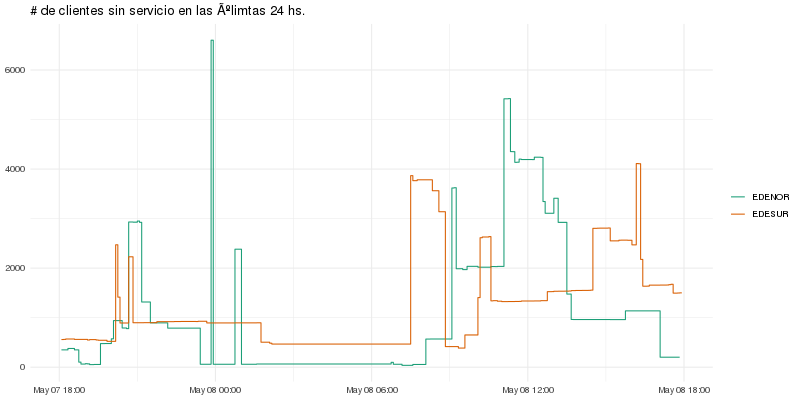 # de clientes sin servicio en las Ãºlimtas 24 hs.
6000
4000
2000
0
May 07 18:00
May 08 00:00
May 08 06:00
May 08 12:00
May 08 18:00
EDENOR
EDESUR